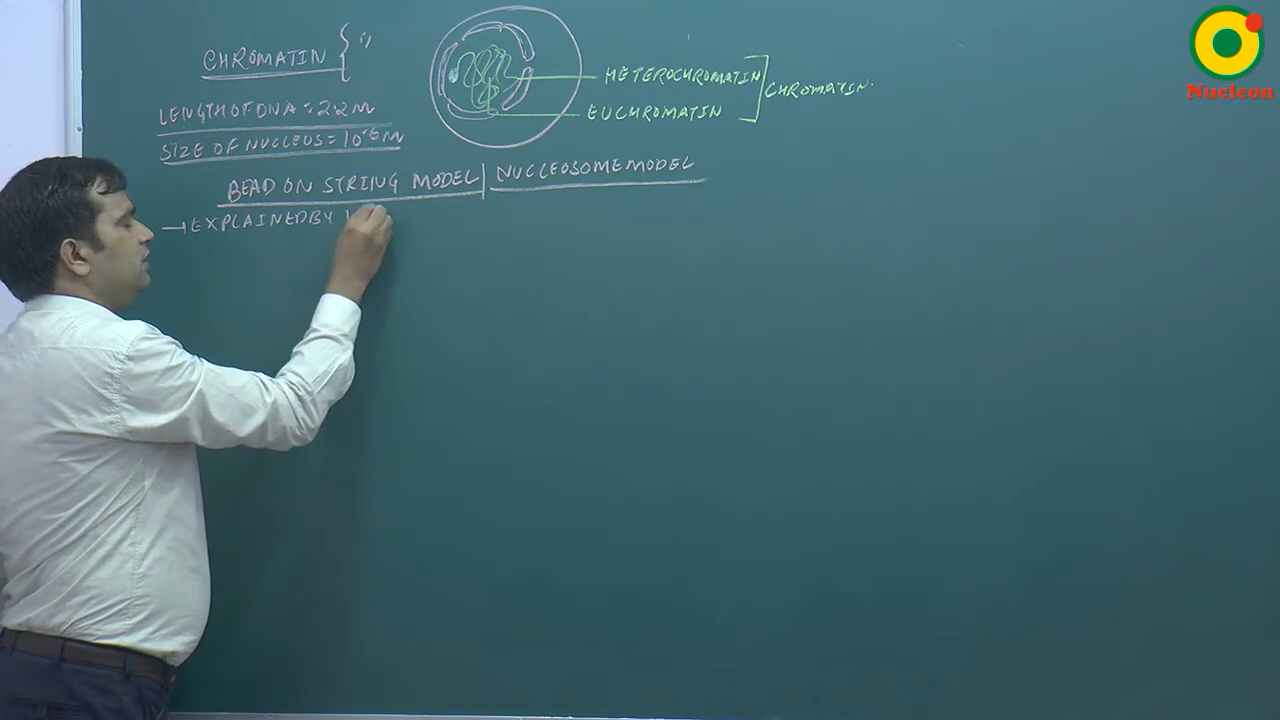 CHROMATIN { 1)
HETEROCHROMATIN
EUCHROMATIN
CHROMATIN.
LENGTH OF DNA = 2.2M
SIZE OF NUCLEUS = 10⁻⁶M
BEAD ON STRING MODEL | NUCLEOSOME MODEL
→ EXPLAINED BY
Nucleon